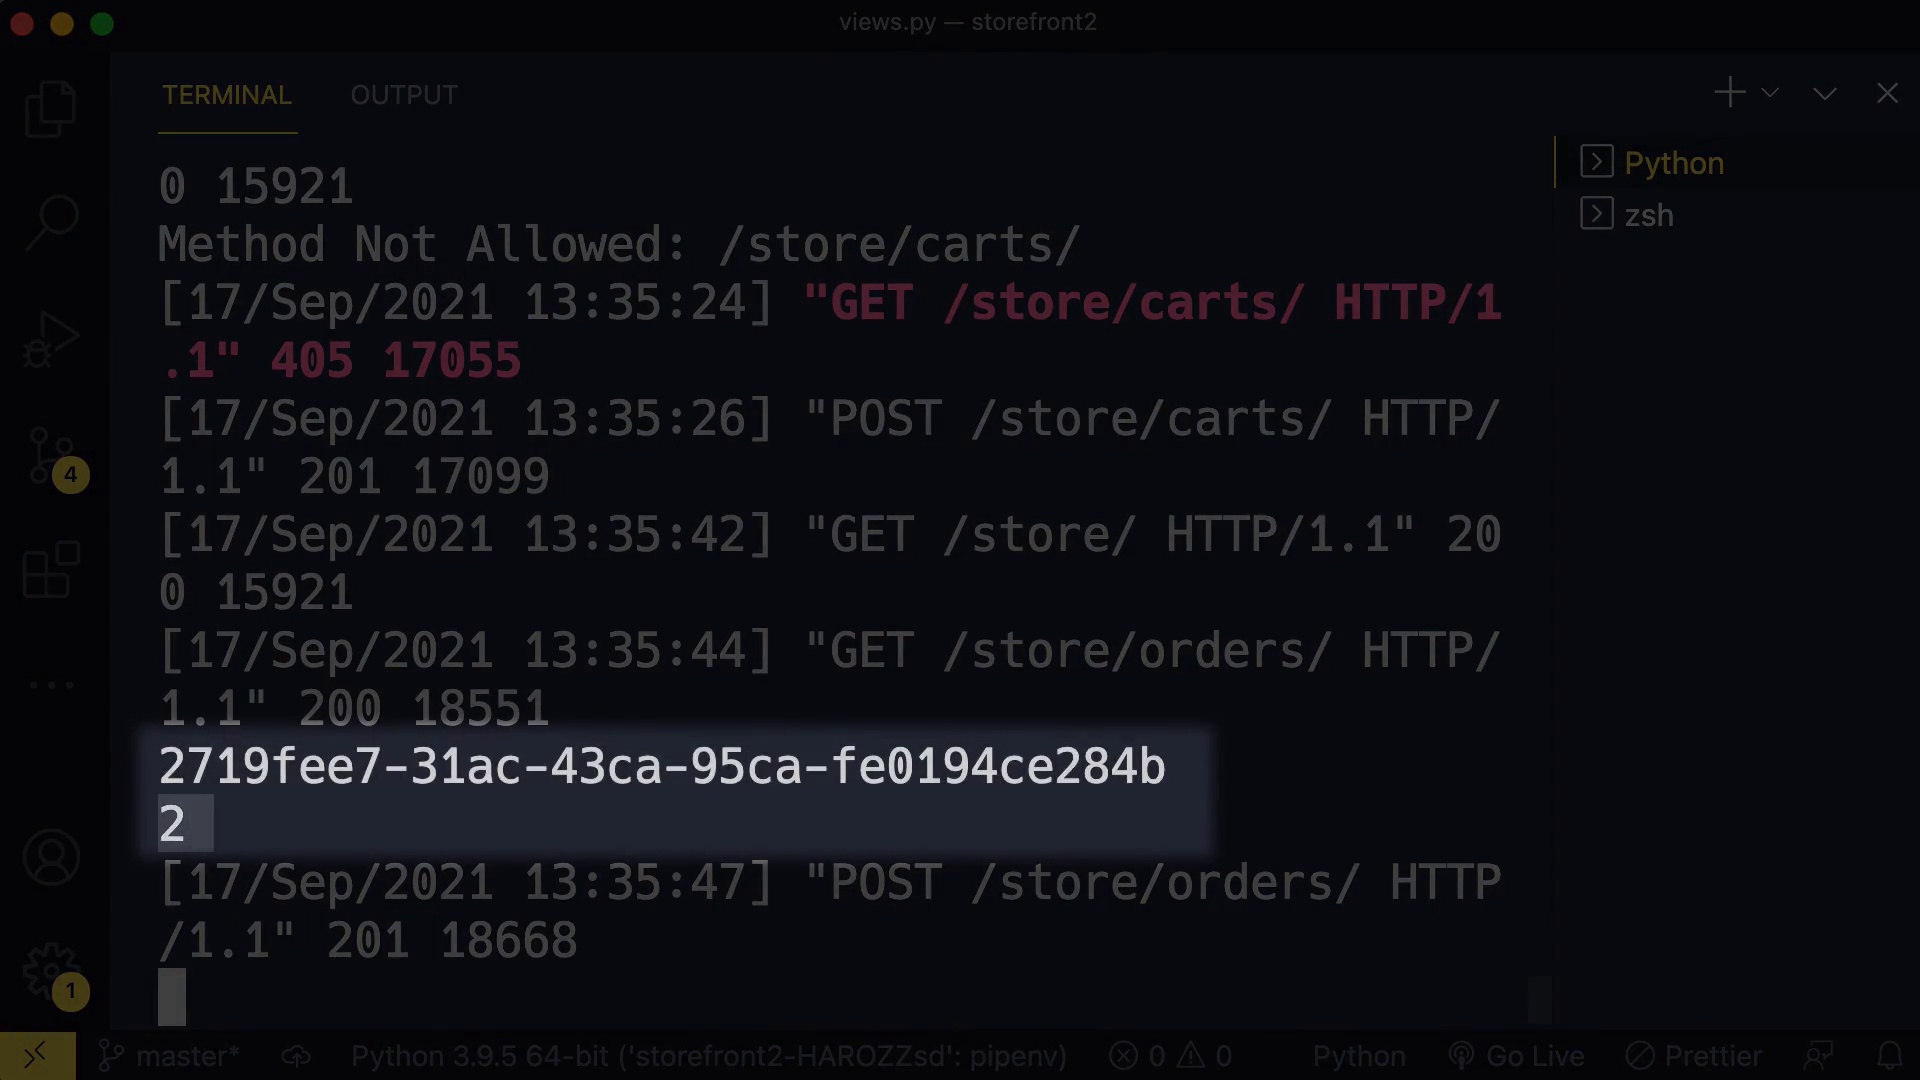 views.py — storefront2
TERMINAL
OUTPUT
0 15921
Method Not Allowed: /store/carts/
[17/Sep/2021 13:35:24] "GET /store/carts/ HTTP/1
.1" 405 17055
[17/Sep/2021 13:35:26] "POST /store/carts/ HTTP/
1.1" 201 17099
[17/Sep/2021 13:35:42] "GET /store/ HTTP/1.1" 20
0 15921
[17/Sep/2021 13:35:44] "GET /store/orders/ HTTP/
1.1" 200 18551
2719fee7-31ac-43ca-95ca-fe0194ce284b
2
[17/Sep/2021 13:35:47] "POST /store/orders/ HTTP
/1.1" 201 18668
Python
zsh
4
1
master* Python 3.9.5 64-bit ('storefront2-HAROZZsd': pipenv) 0 0 Python Go Live Prettier